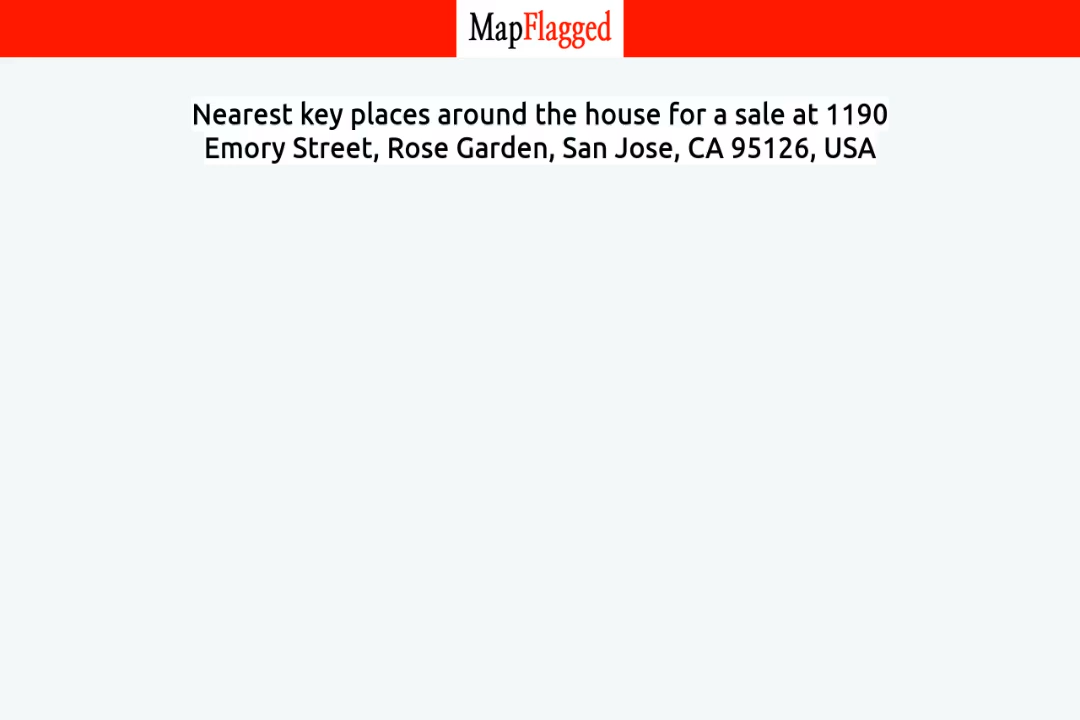 MapFlagged
Nearest key places around the house for a sale at 1190
Emory Street, Rose Garden, San Jose, CA 95126, USA